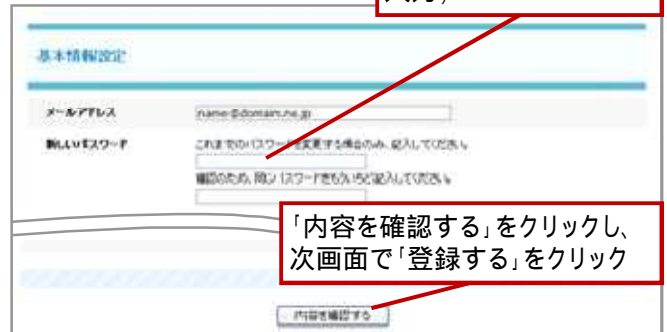 入力)
基本情報設定
メールアドレス
name@domain.ne.jp
新しいパスワード
これまでのパスワードを変更する場合のみ、記入してください。
確認のため、同じパスワードをもういちど記入してください。
「内容を確認する」をクリックし、
次画面で「登録する」をクリック
内容を確認する